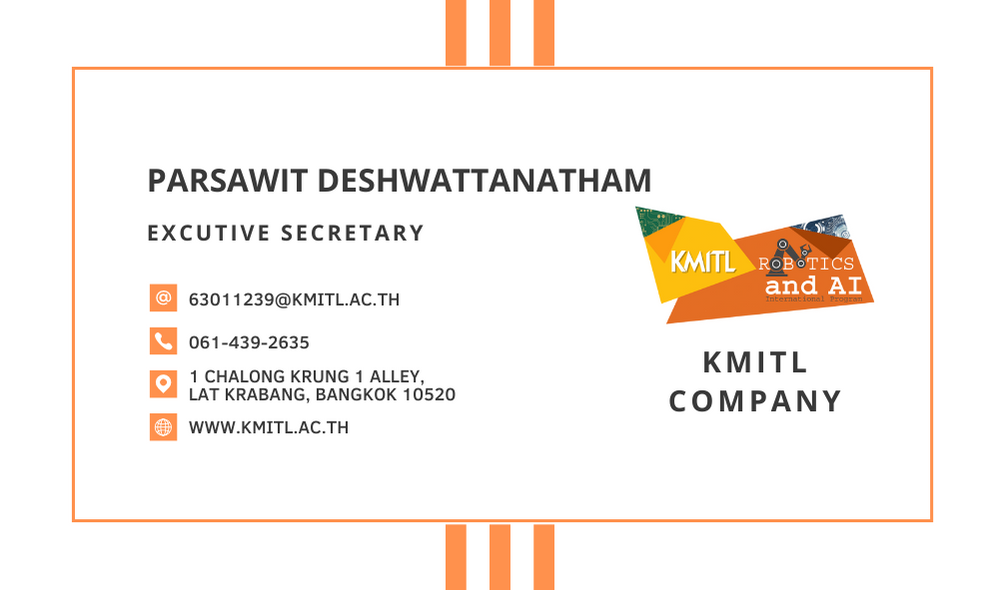 PARSAWIT DESHWATTANATHAM
EXCUTIVE SECRETARY
63011239@KMITL.AC.TH
061-439-2635
1 CHALONG KRUNG 1 ALLEY,
LAT KRABANG, BANGKOK 10520
WWW.KMITL.AC.TH
KMITL
ROBOTICS
and AI
International Program
KMITL
COMPANY